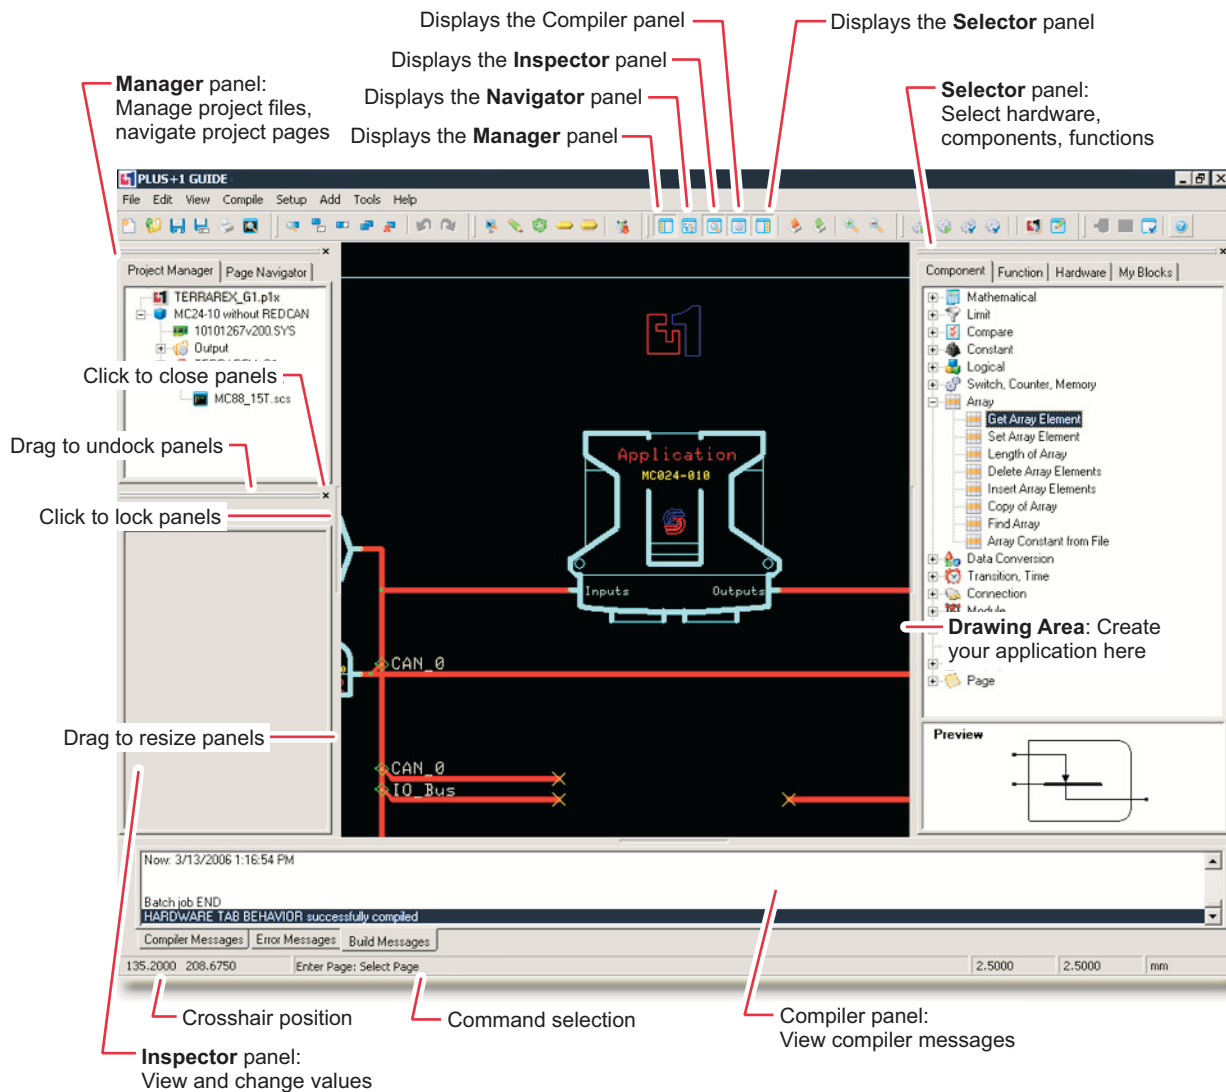 Displays the Compiler panel
Displays the Selector panel
Displays the Inspector panel
Manager panel:
Manage project files,
navigate project pages
Selector panel:
Select hardware,
components, functions
Displays the Navigator panel
Displays the Manager panel
PLUS+1 GUIDE
File Edit View Compile Setup Add Tools Help
Project Manager Page Navigator
Component Function Hardware My Blocks
TERRAREX_G1.p1x
MC24-10 without REDCAN
10101267v200.SYS
Output
Click to close panels
MC88_15T.scs
Drag to undock panels
Click to lock panels
Mathematical
Limit
Compare
Constant
Logical
Switch, Counter, Memory
Array
Get Array Element
Set Array Element
Length of Array
Delete Array Elements
Insert Array Elements
Copy of Array
Find Array
Array Constant from File
Data Conversion
Transition, Time
Connection
Module
Page
Application
MC024-010
Inputs Outputs
Drawing Area: Create
your application here
CAN_0
Drag to resize panels
CAN_0
IO_Bus
Preview
Now: 3/13/2006 1:16:54 PM
Batch job END
HARDWARE TAB BEHAVIOR successfully compiled
Compiler Messages Error Messages Build Messages
135.2000 208.6750 Enter Page: Select Page 2.5000 2.5000 mm
Crosshair position
Command selection
Compiler panel:
View compiler messages
Inspector panel:
View and change values